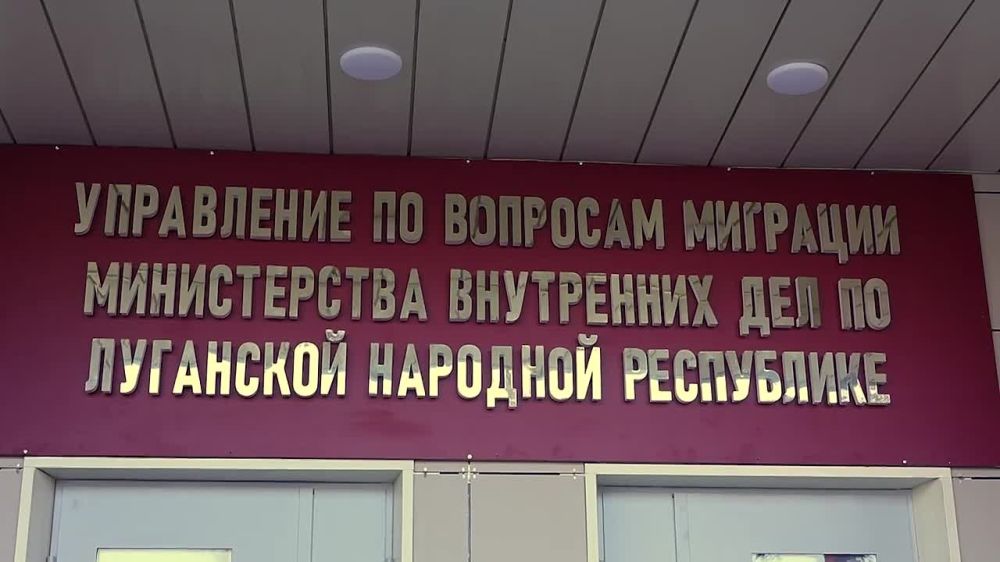 УПРАВЛЕНИЕ ПО ВОПРОСАМ МИГРАЦИИ
МИНИСТЕРСТВА ВНУТРЕННИХ ДЕЛ ПО
ЛУГАНСКОЙ НАРОДНОЙ РЕСПУБЛИКЕ